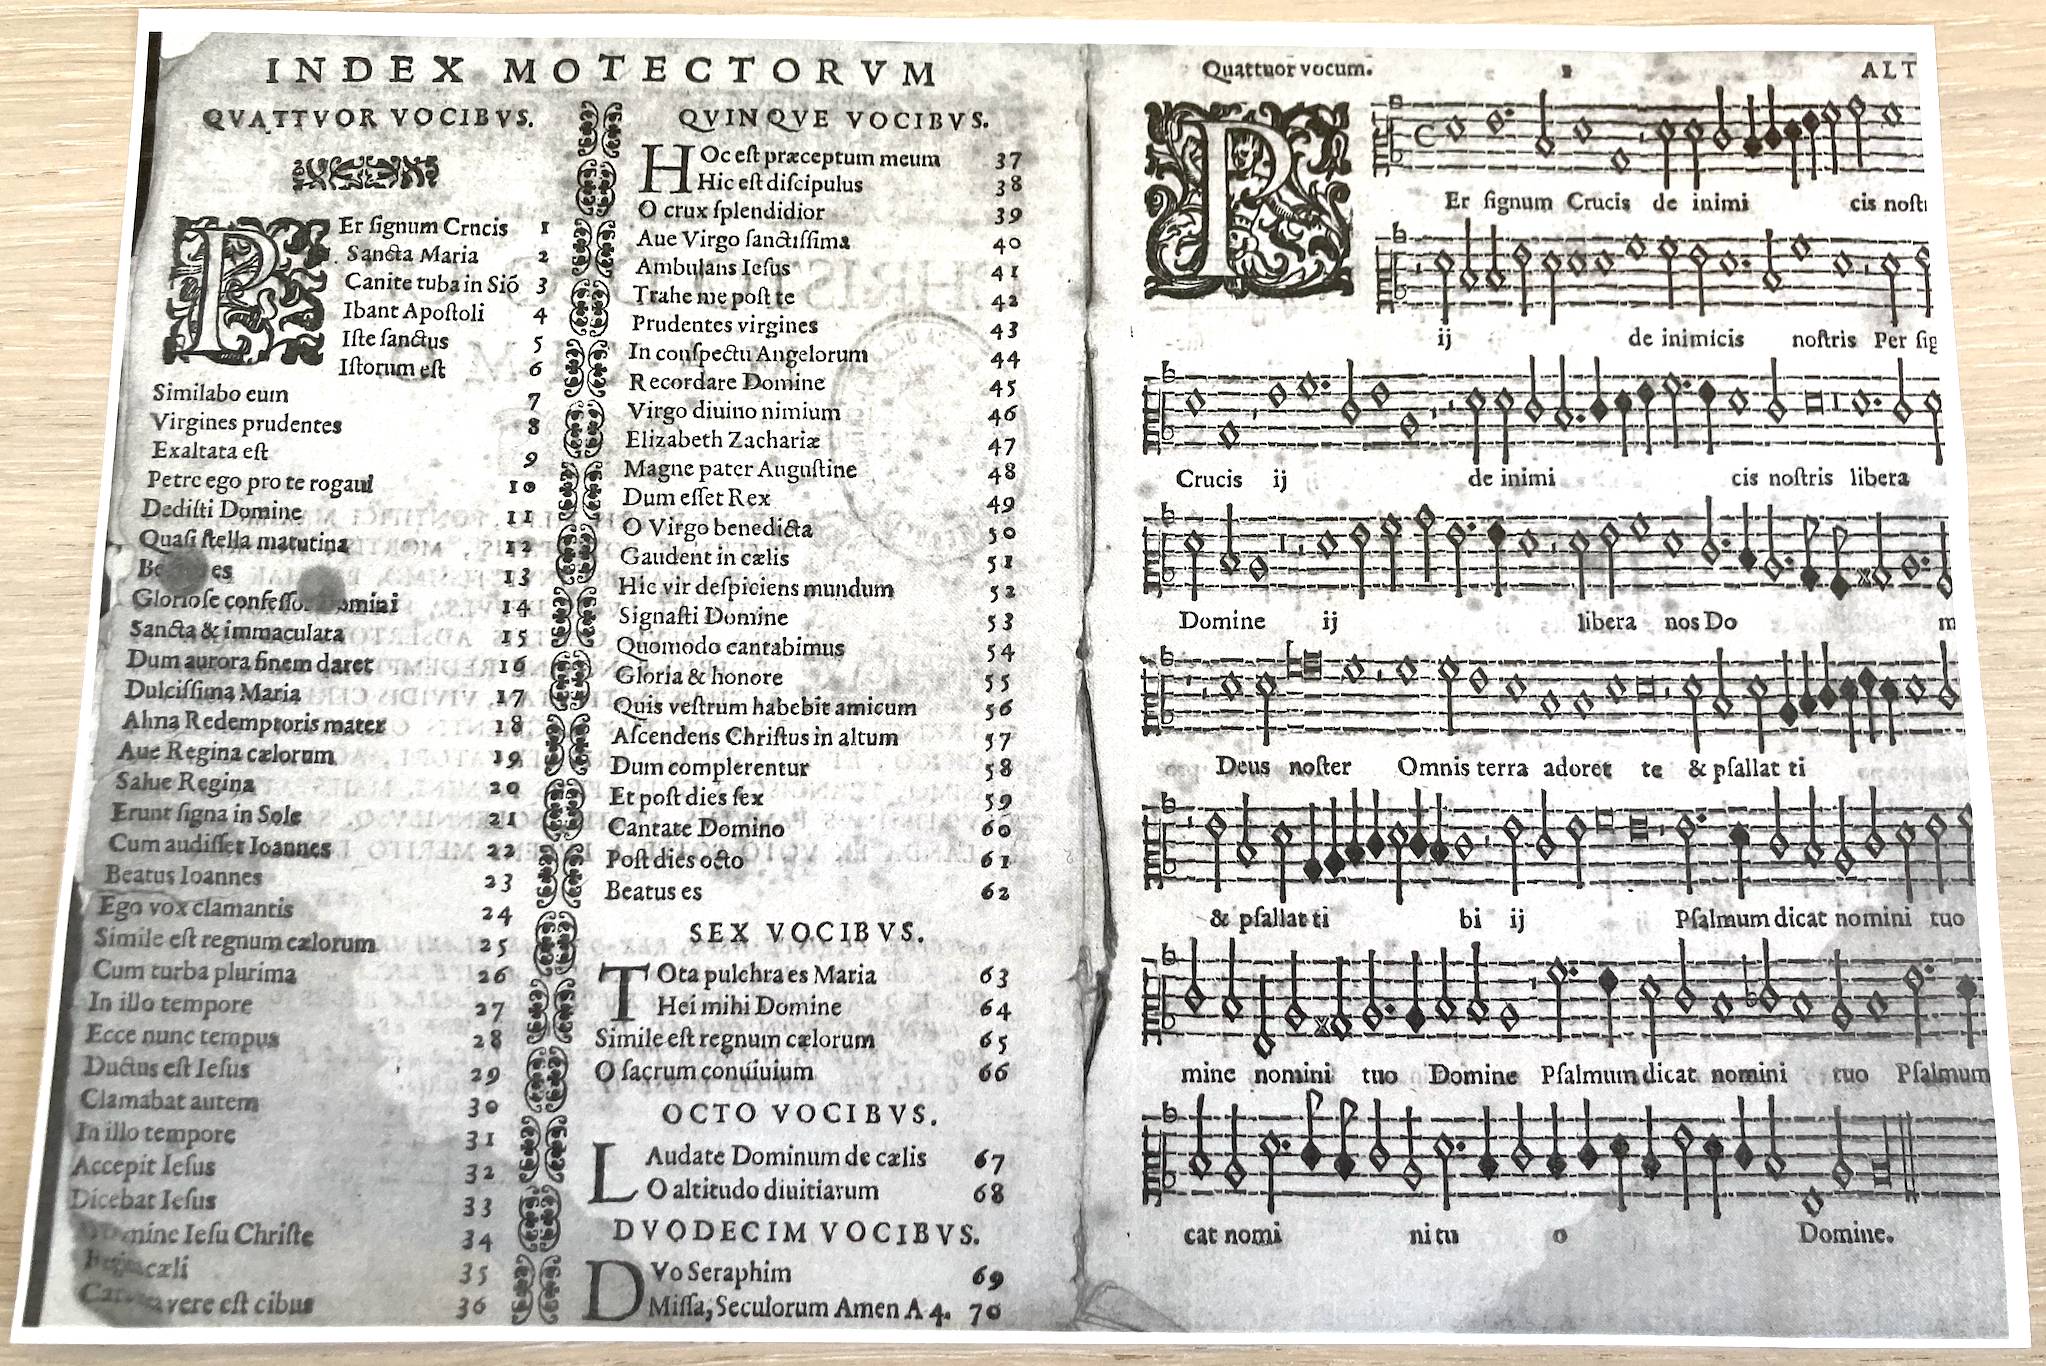 INDEX MOTECTORVM
QVATTVOR VOCIBVS.
PEr ſignum Crucis 1
Sancta Maria 2
Canite tuba in Sió 3
Ibant Apoſtoli 4
Iſte ſanctus 5
Iſtorum eſt 6
Similabo eum 7
Virgines prudentes 8
Exaltata eſt 9
Petre ego pro te rogaui 10
Dediſti Domine 11
Quaſi ſtella matutina 12
es 13
Glorioſe confeſſor Domini 14
Sancta & immaculata 15
Dum aurora finem daret 16
Dulciſſima Maria 17
Alma Redemptoris mater 18
Aue Regina cælorum 19
Salue Regina 20
Erunt ſigna in Sole 21
Cum audiſſet Ioannes 22
Beatus Ioannes 23
Ego vox clamantis 24
Simile eſt regnum cælorum 25
Cum turba plurima 26
In illo tempore 27
Ecce nunc tempus 28
Ductus eſt Ieſus 29
Clamabat autem 30
In illo tempore 31
Accepit Ieſus 32
Dicebat Ieſus 33
Domine Ieſu Chriſte 34
Regina cæli 35
vere eſt cibus 36
QVINQVE VOCIBVS.
HOc eſt præceptum meum 37
Hic eſt diſcipulus 38
O crux ſplendidior 39
Aue Virgo ſanctiſſima 40
Ambulans Ieſus 41
Trahe me poſt te 42
Prudentes virgines 43
In conſpectu Angelorum 44
Recordare Domine 45
Virgo diuino nimium 46
Elizabeth Zachariæ 47
Magne pater Auguſtine 48
Dum eſſet Rex 49
O Virgo benedicta 50
Gaudent in cælis 51
Hic vir deſpiciens mundum 52
Signaſti Domine 53
Quomodo cantabimus 54
Gloria & honore 55
Quis veſtrum habebit amicum 56
Aſcendens Chriſtus in altum 57
Dum complerentur 58
Et poſt dies ſex 59
Cantate Domino 60
Poſt dies octo 61
Beatus es 62
SEX VOCIBVS.
TOta pulchra es Maria 63
Hei mihi Domine 64
Simile eſt regnum cælorum 65
O ſacrum conuiuium 66
OCTO VOCIBVS.
LAudate Dominum de cælis 67
O altitudo diuitiarum 68
DVODECIM VOCIBVS.
DVo Seraphim 69
Miſſa, Seculorum Amen A 4. 70
Quattuor vocum. 1 ALT
PEr ſignum Crucis de inimi cis noſtr
ij de inimicis noſtris Per ſig
Crucis ij de inimi cis noſtris libera
Domine ij libera nos Do m
Deus noſter Omnis terra adoret te & pſallat ti
& pſallat ti bi ij Pſalmum dicat nomini tuo
mine nomini tuo Domine Pſalmum dicat nomini tuo Pſalmum
cat nomi ni tu o Domine.